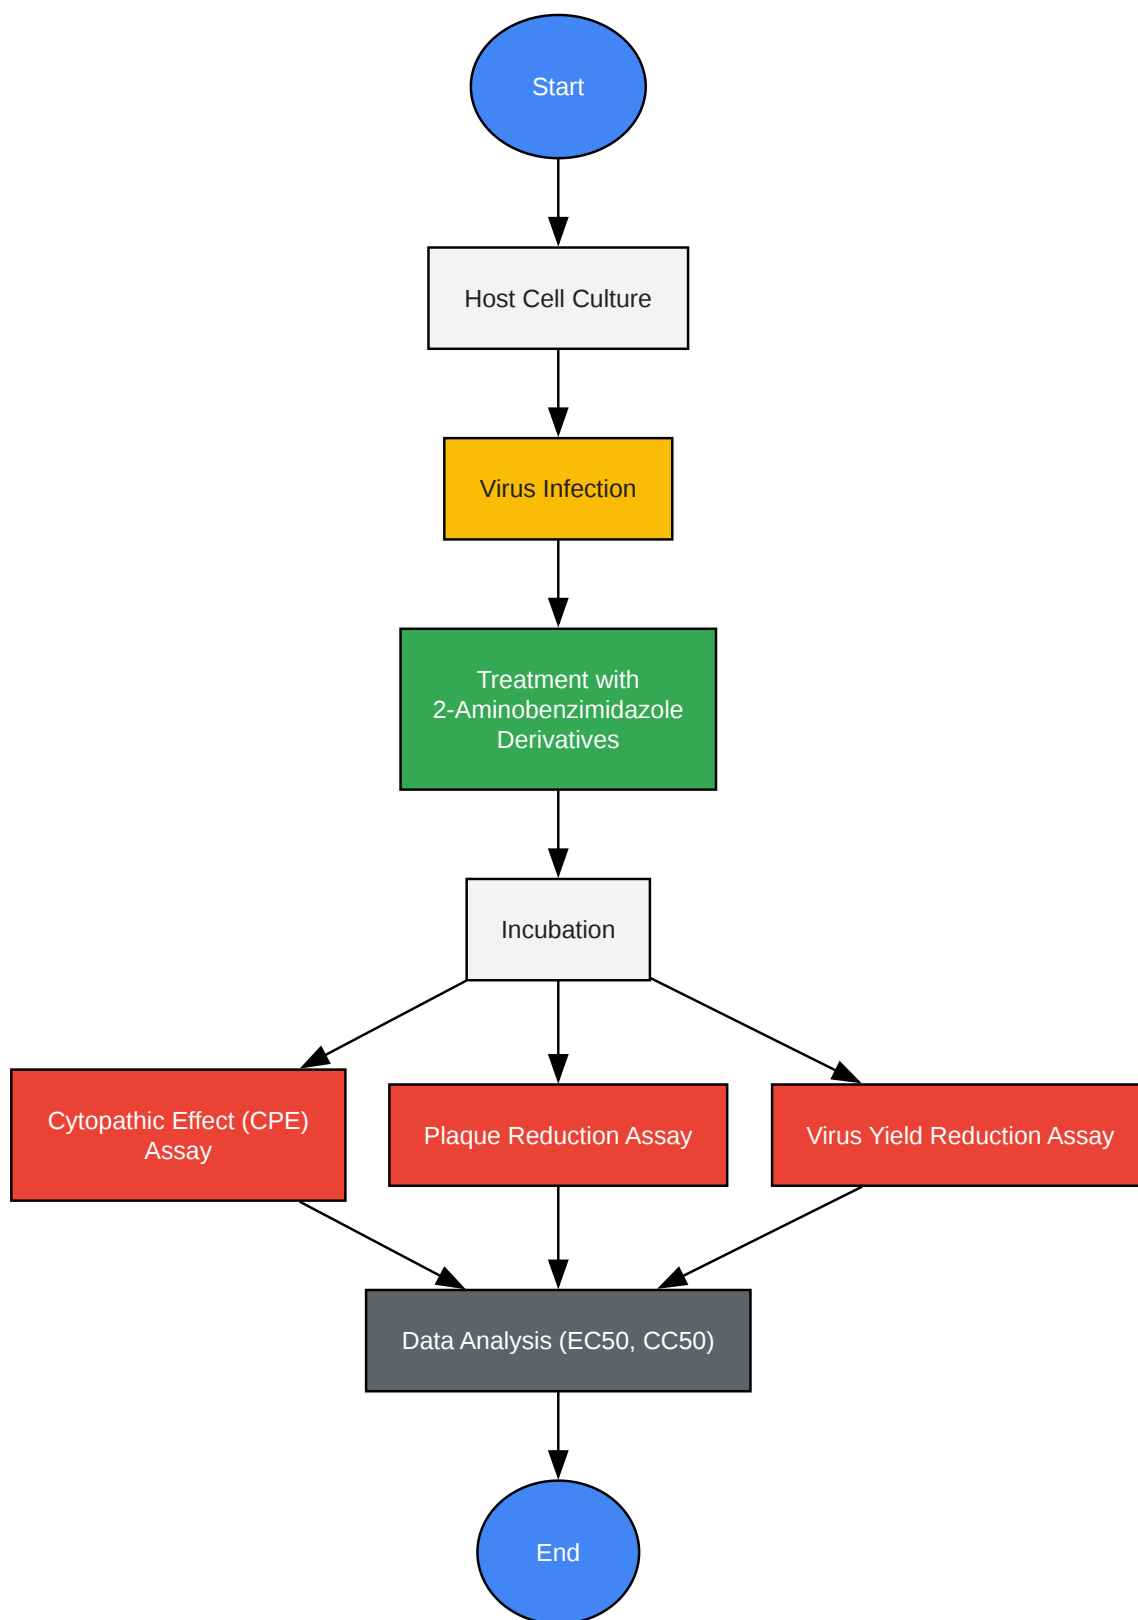 Start
Host Cell Culture
Virus Infection
Treatment with
2-Aminobenzimidazole
Derivatives
Incubation
Cytopathic Effect (CPE)
Assay
Plaque Reduction Assay
Virus Yield Reduction Assay
Data Analysis (EC50, CC50)
End